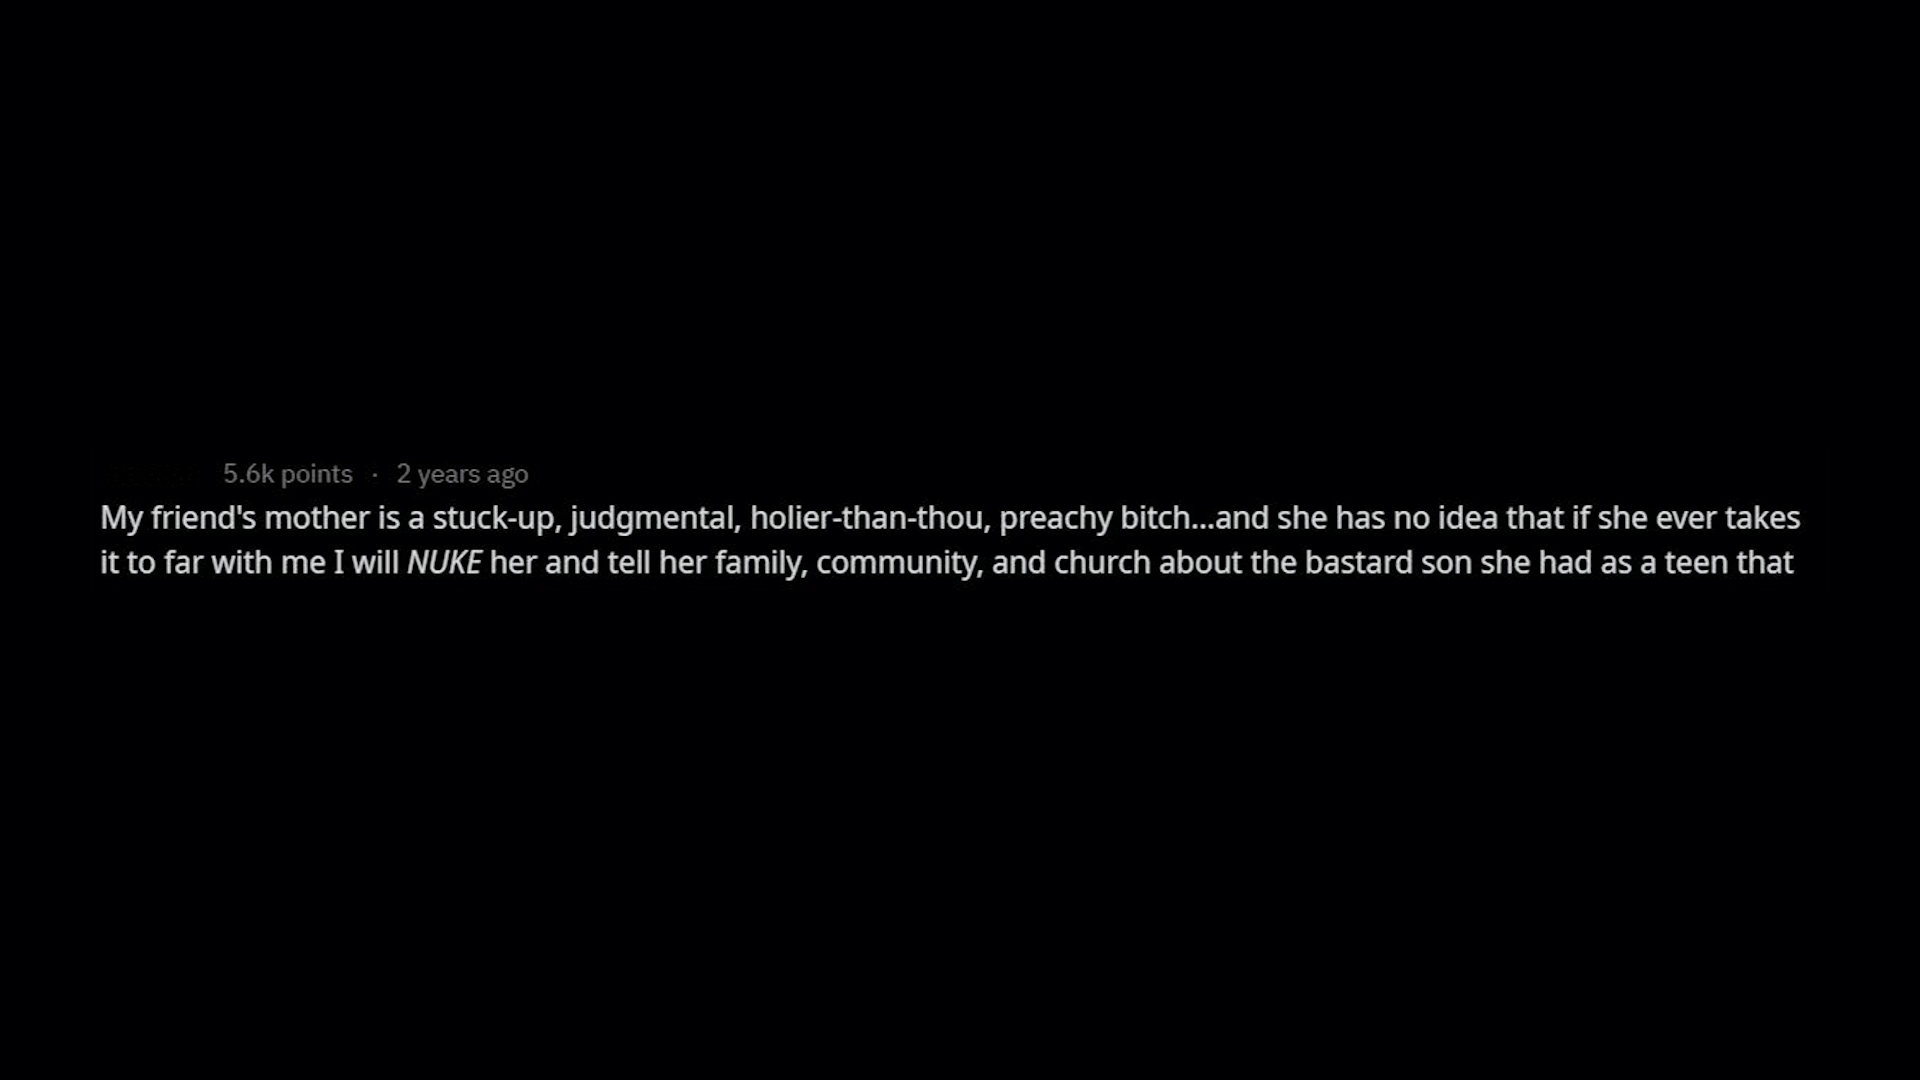 5.6k points · 2 years ago
My friend's mother is a stuck-up, judgmental, holier-than-thou, preachy bitch...and she has no idea that if she ever takes
it to far with me I will NUKE her and tell her family, community, and church about the bastard son she had as a teen that